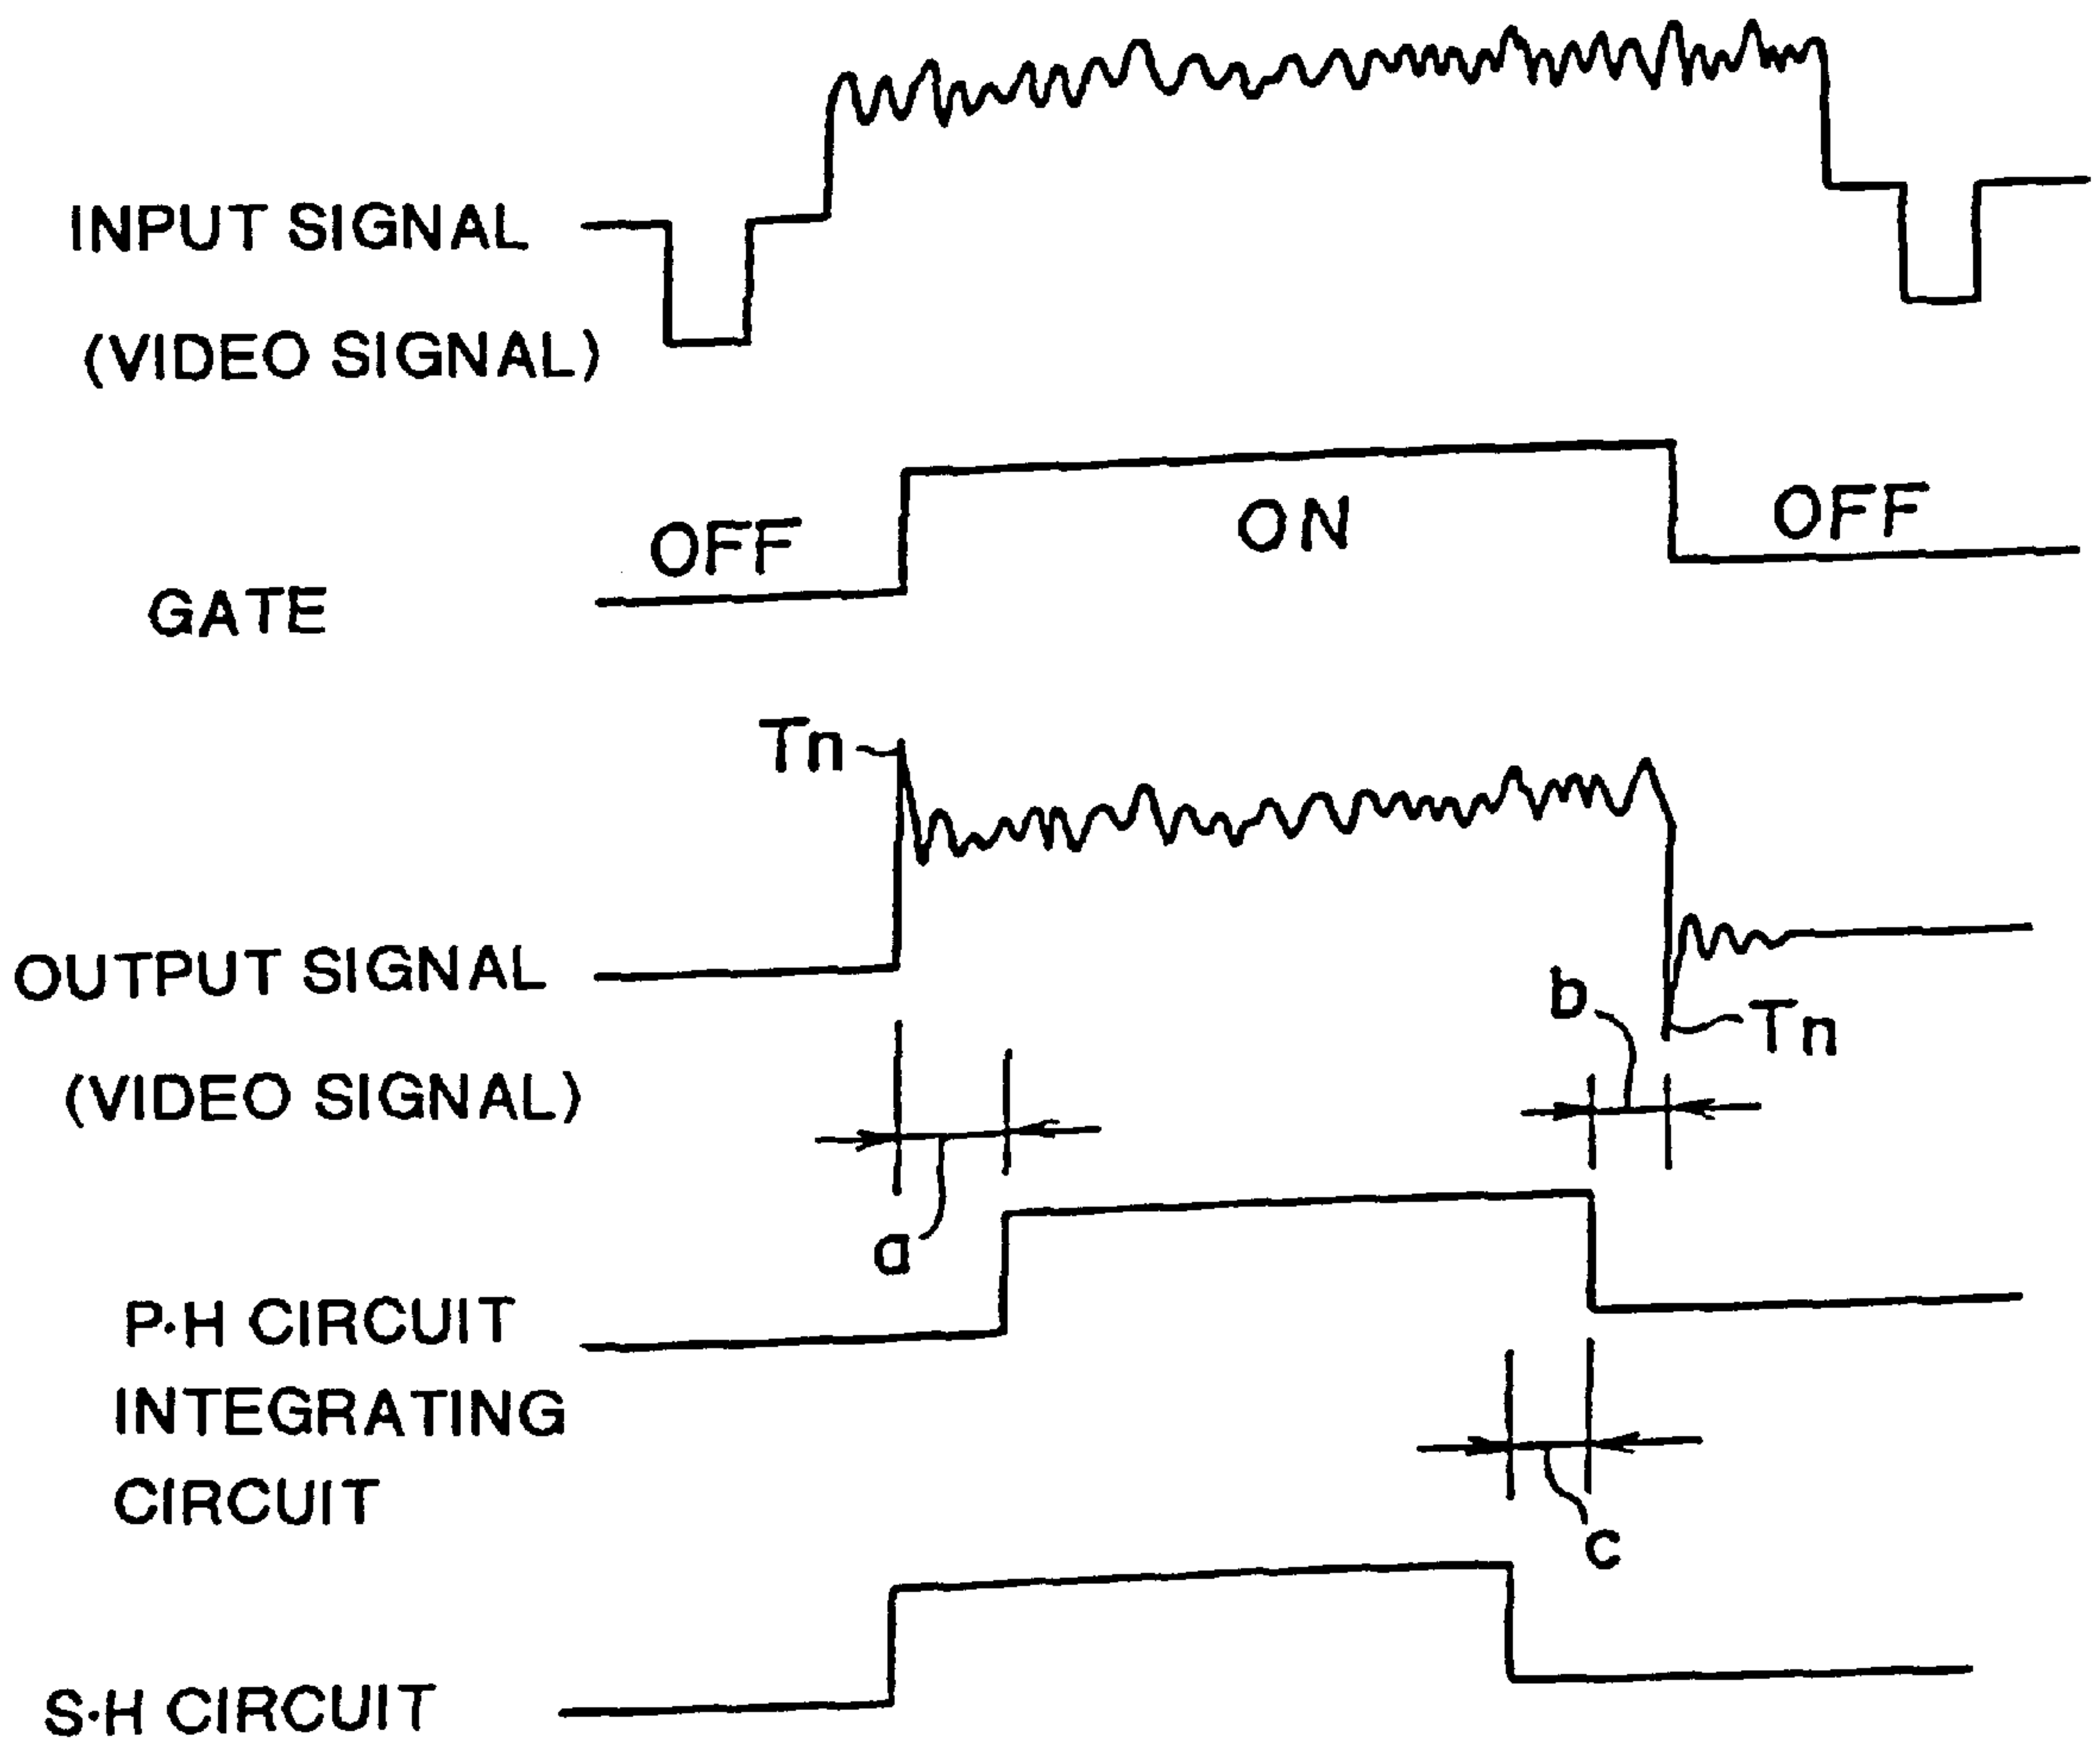 INPUT SIGNAL
(VIDEO SIGNAL)
OFF
ON
OFF
GATE
Tn
OUTPUT SIGNAL
b
Tn
(VIDEO SIGNAL)
a
P·H CIRCUIT
INTEGRATING
CIRCUIT
c
S·H CIRCUIT